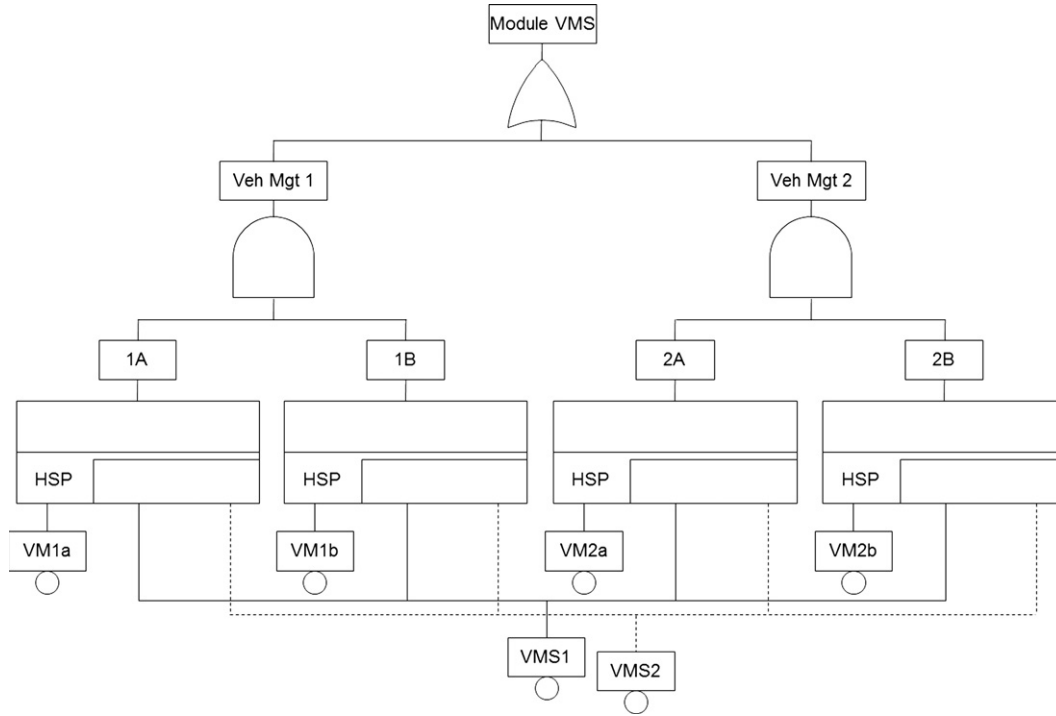 Module VMS
Veh Mgt 1
Veh Mgt 2
1A
1B
2A
2B
HSP
HSP
HSP
HSP
VM1a
VM1b
VM2a
VM2b
VMS1
VMS2